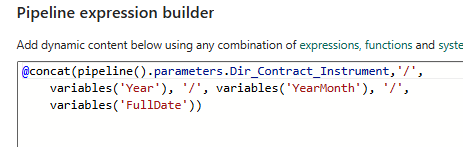 Pipeline expression builder
Add dynamic content below using any combination of expressions, functions and syste
@concat(pipeline().parameters.Dir_Contract_Instrument,'/',
variables('Year'), '/', variables('YearMonth'), '/',
variables('FullDate'))